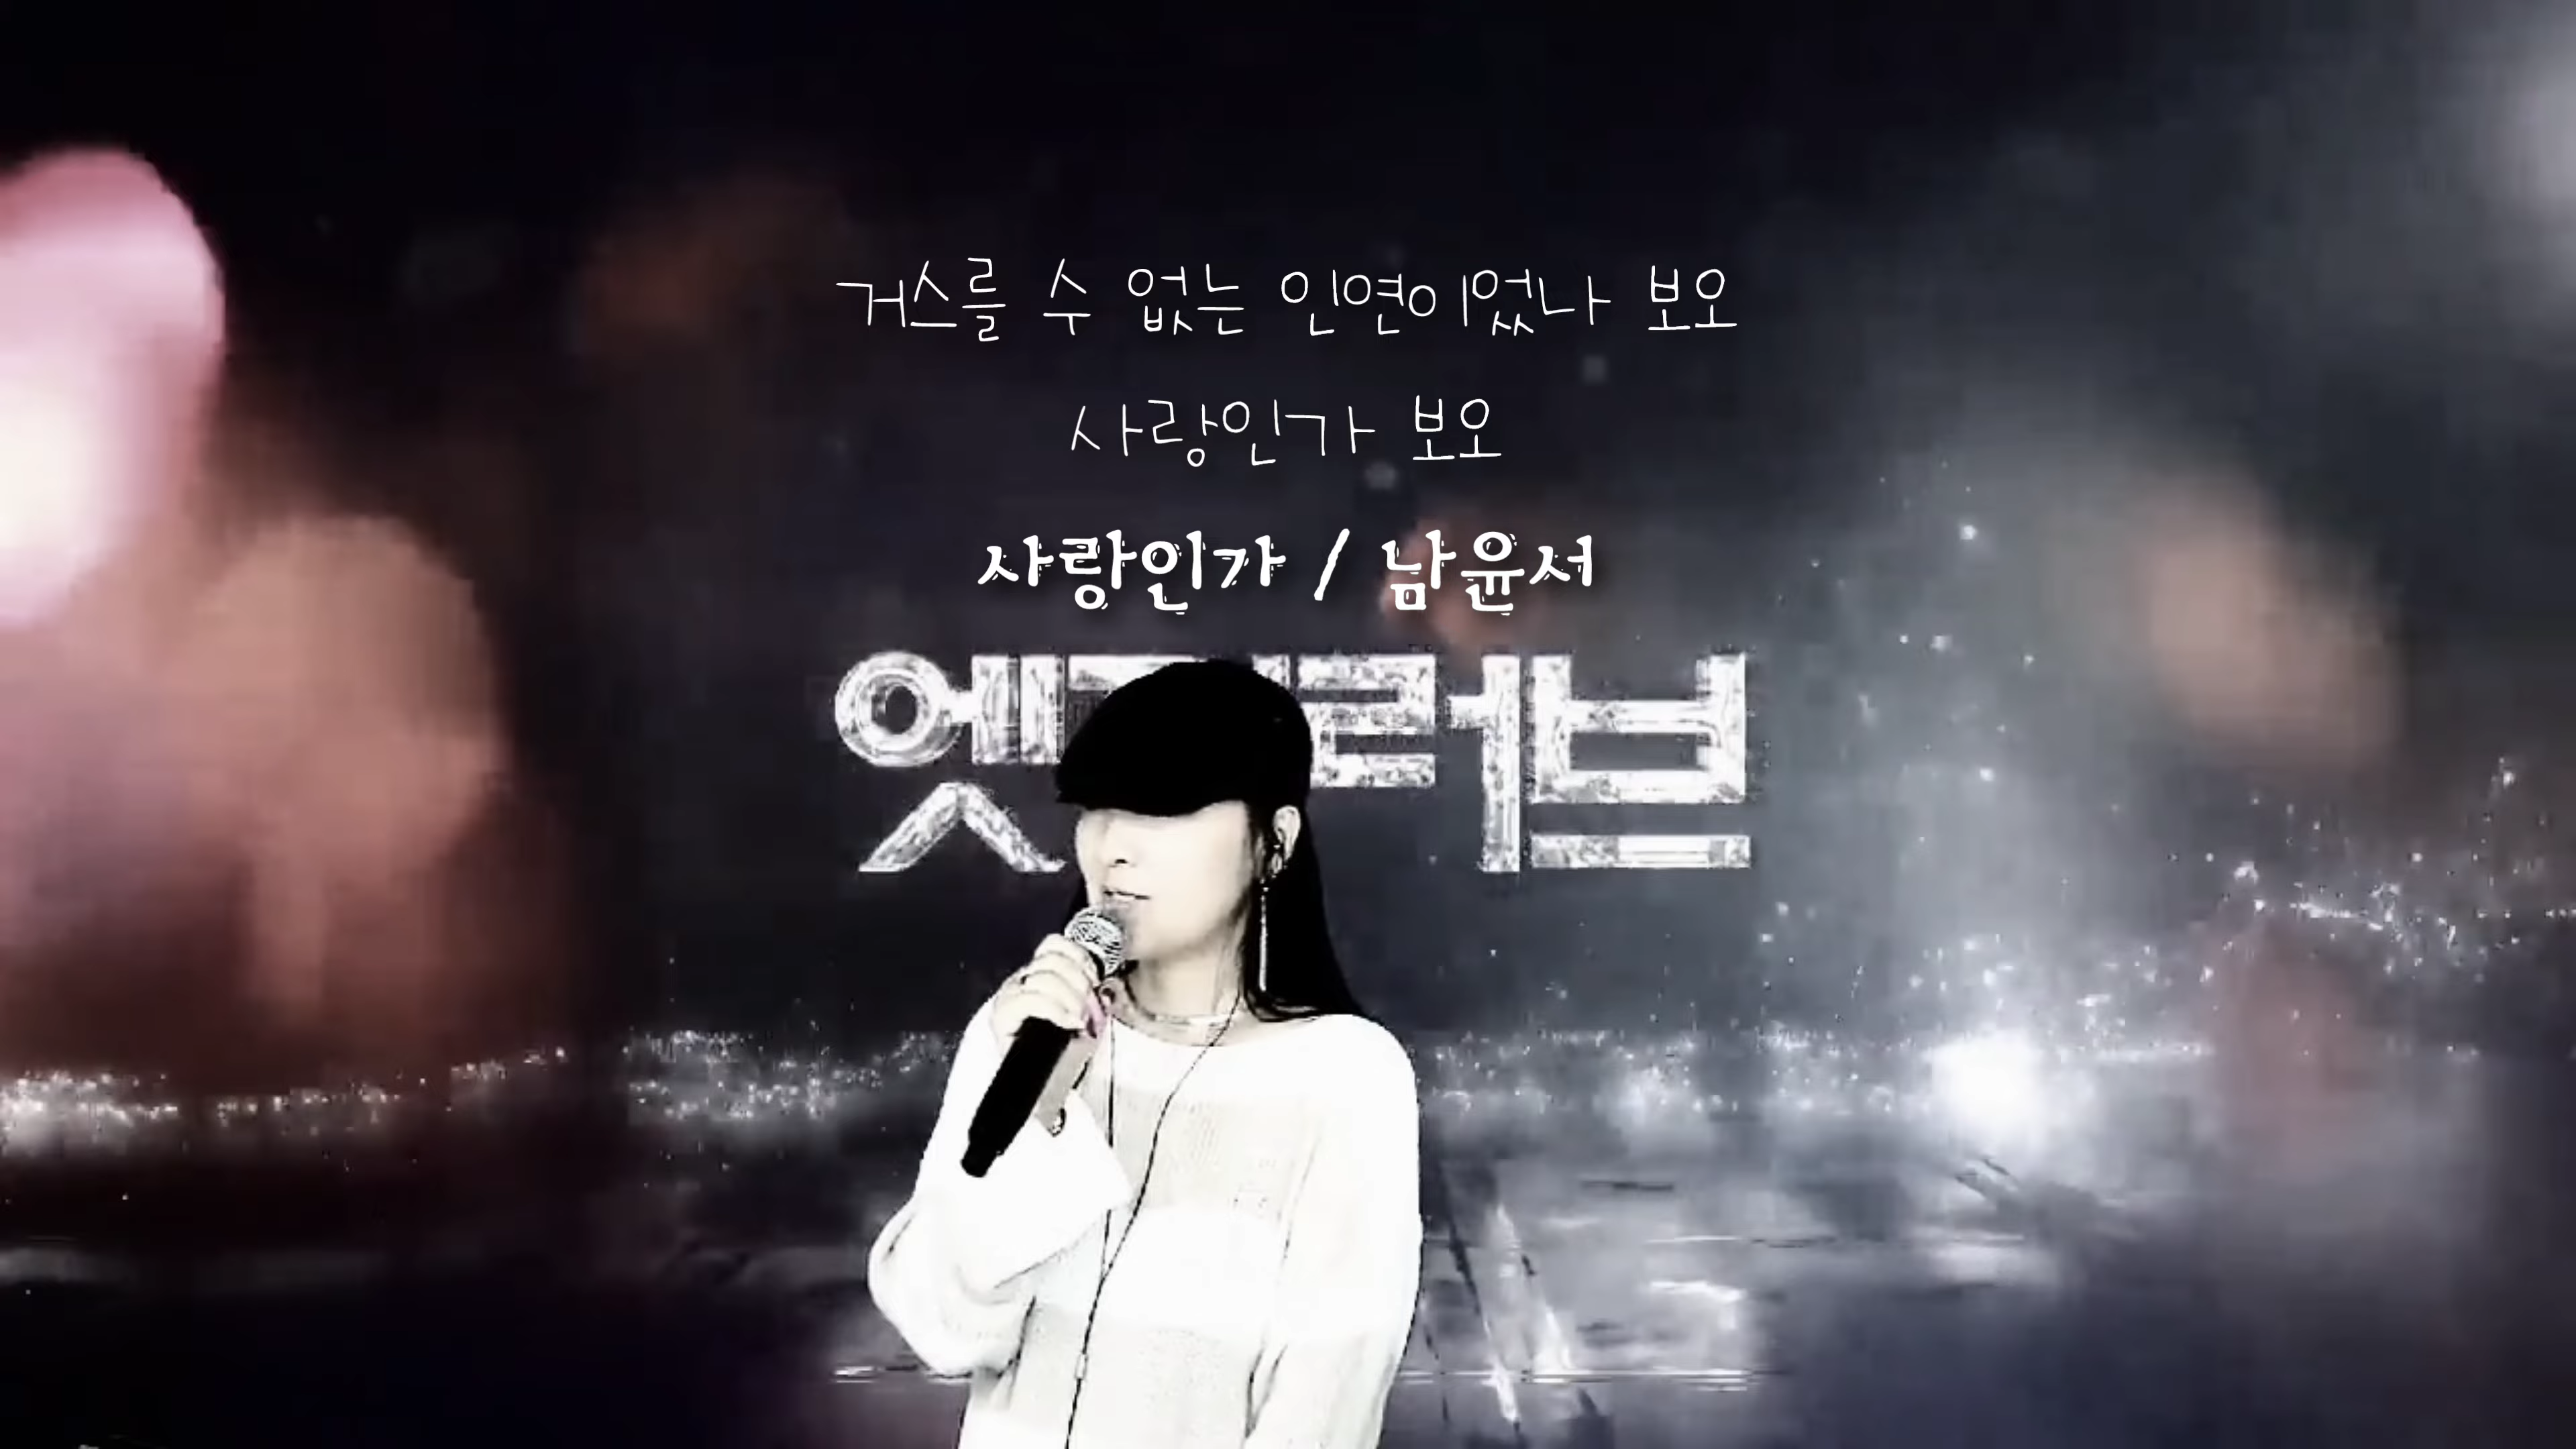 거스를 수 없는 인연이었나 보오
사랑인가 보오
사랑인가 / 남윤서